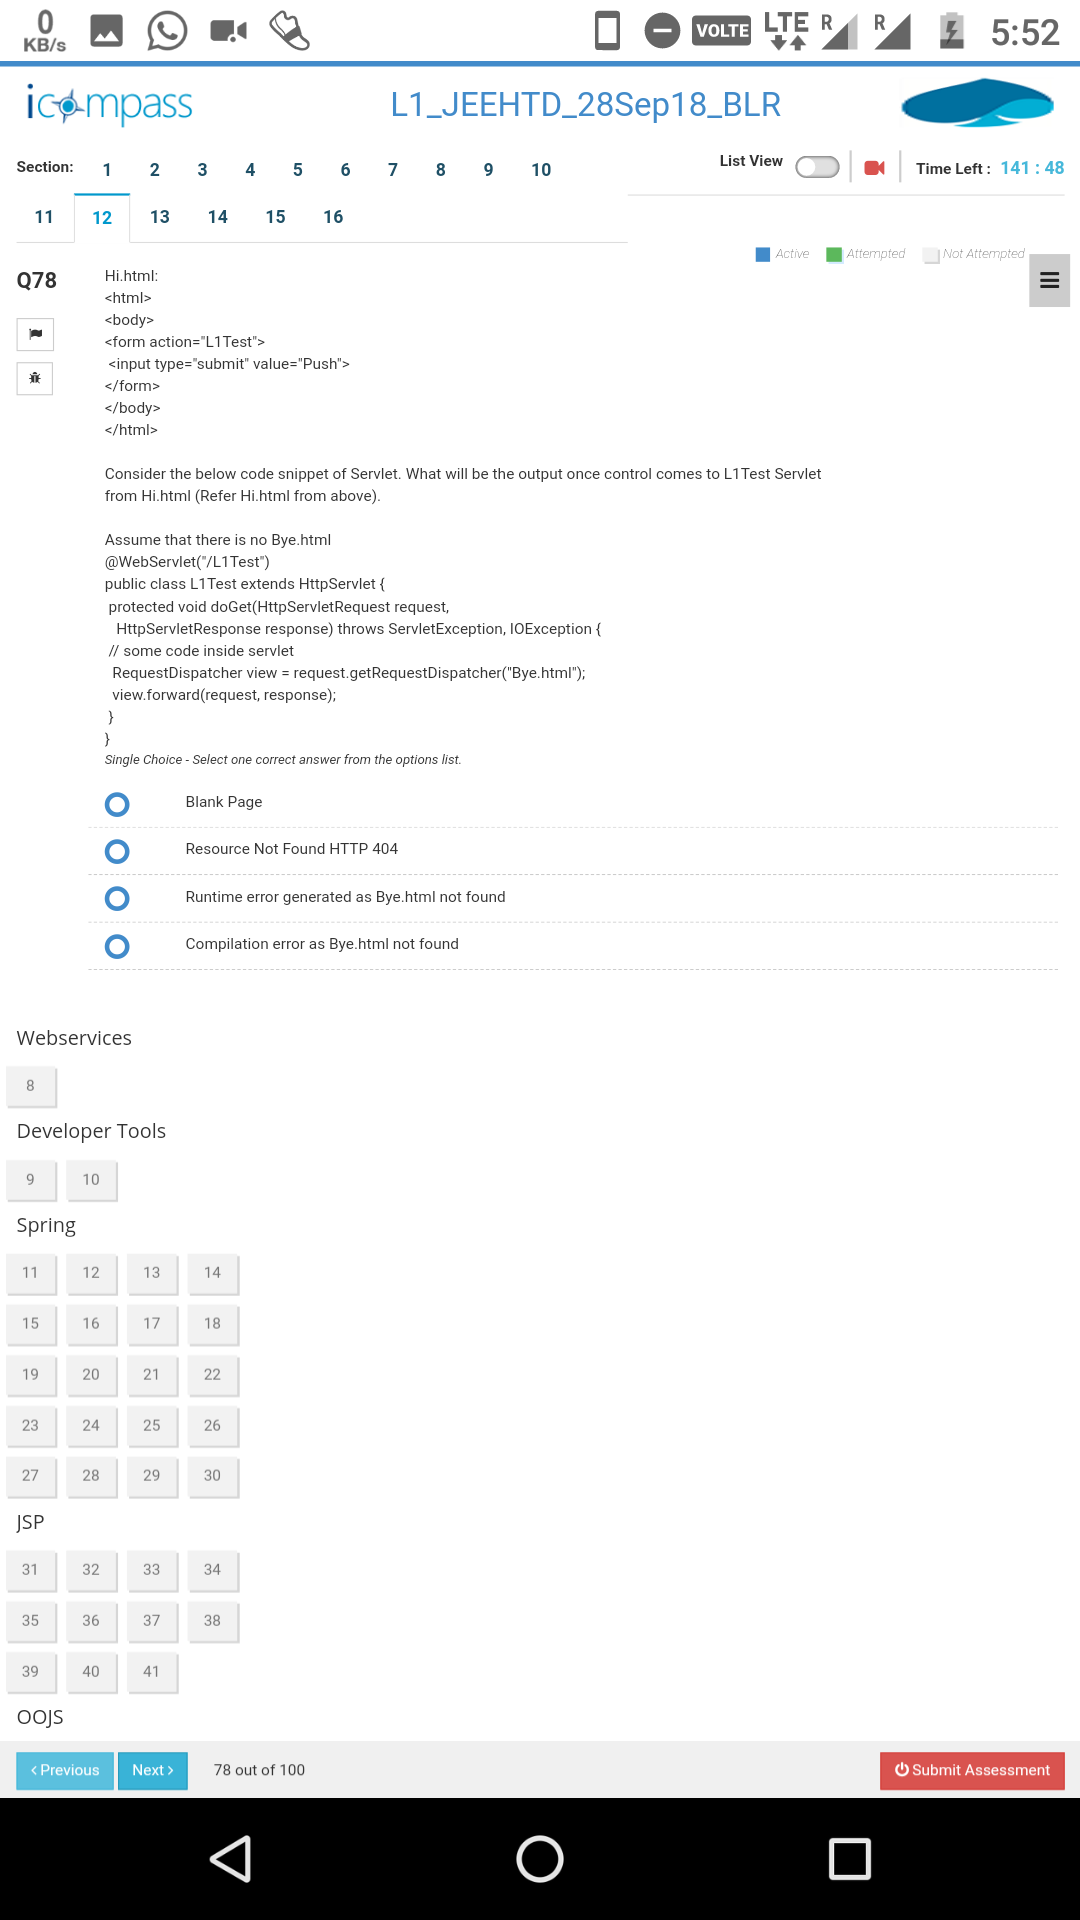 0
KB/s
VOLTE
LTE
R
R
5:52
icompass
L1_JEEHTD_28Sep18_BLR
Section: 1 2 3 4 5 6 7 8 9 10
List View
Time Left : 141 : 48
11 12 13 14 15 16
Active Attempted Not Attempted
Q78
Hi.html:
<html>
<body>
<form action="L1Test">
<input type="submit" value="Push">
</form>
</body>
</html>
Consider the below code snippet of Servlet. What will be the output once control comes to L1Test Servlet
from Hi.html (Refer Hi.html from above).
Assume that there is no Bye.html
@WebServlet("/L1Test")
public class L1Test extends HttpServlet {
protected void doGet(HttpServletRequest request,
HttpServletResponse response) throws ServletException, IOException {
// some code inside servlet
RequestDispatcher view = request.getRequestDispatcher("Bye.html");
view.forward(request, response);
}
}
Single Choice - Select one correct answer from the options list.
Blank Page
Resource Not Found HTTP 404
Runtime error generated as Bye.html not found
Compilation error as Bye.html not found
Webservices
8
Developer Tools
9 10
Spring
11 12 13 14
15 16 17 18
19 20 21 22
23 24 25 26
27 28 29 30
JSP
31 32 33 34
35 36 37 38
39 40 41
OOJS
‹ Previous Next › 78 out of 100 Submit Assessment